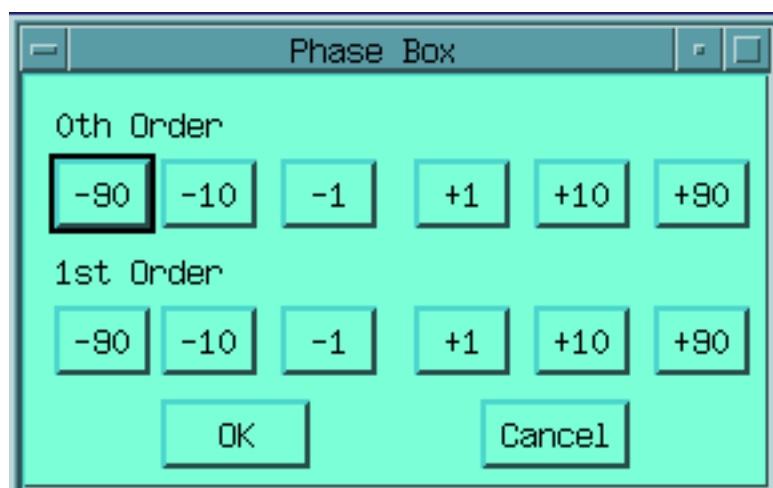 Phase Box
0th Order
-90 -10 -1 +1 +10 +90
1st Order
-90 -10 -1 +1 +10 +90
OK Cancel